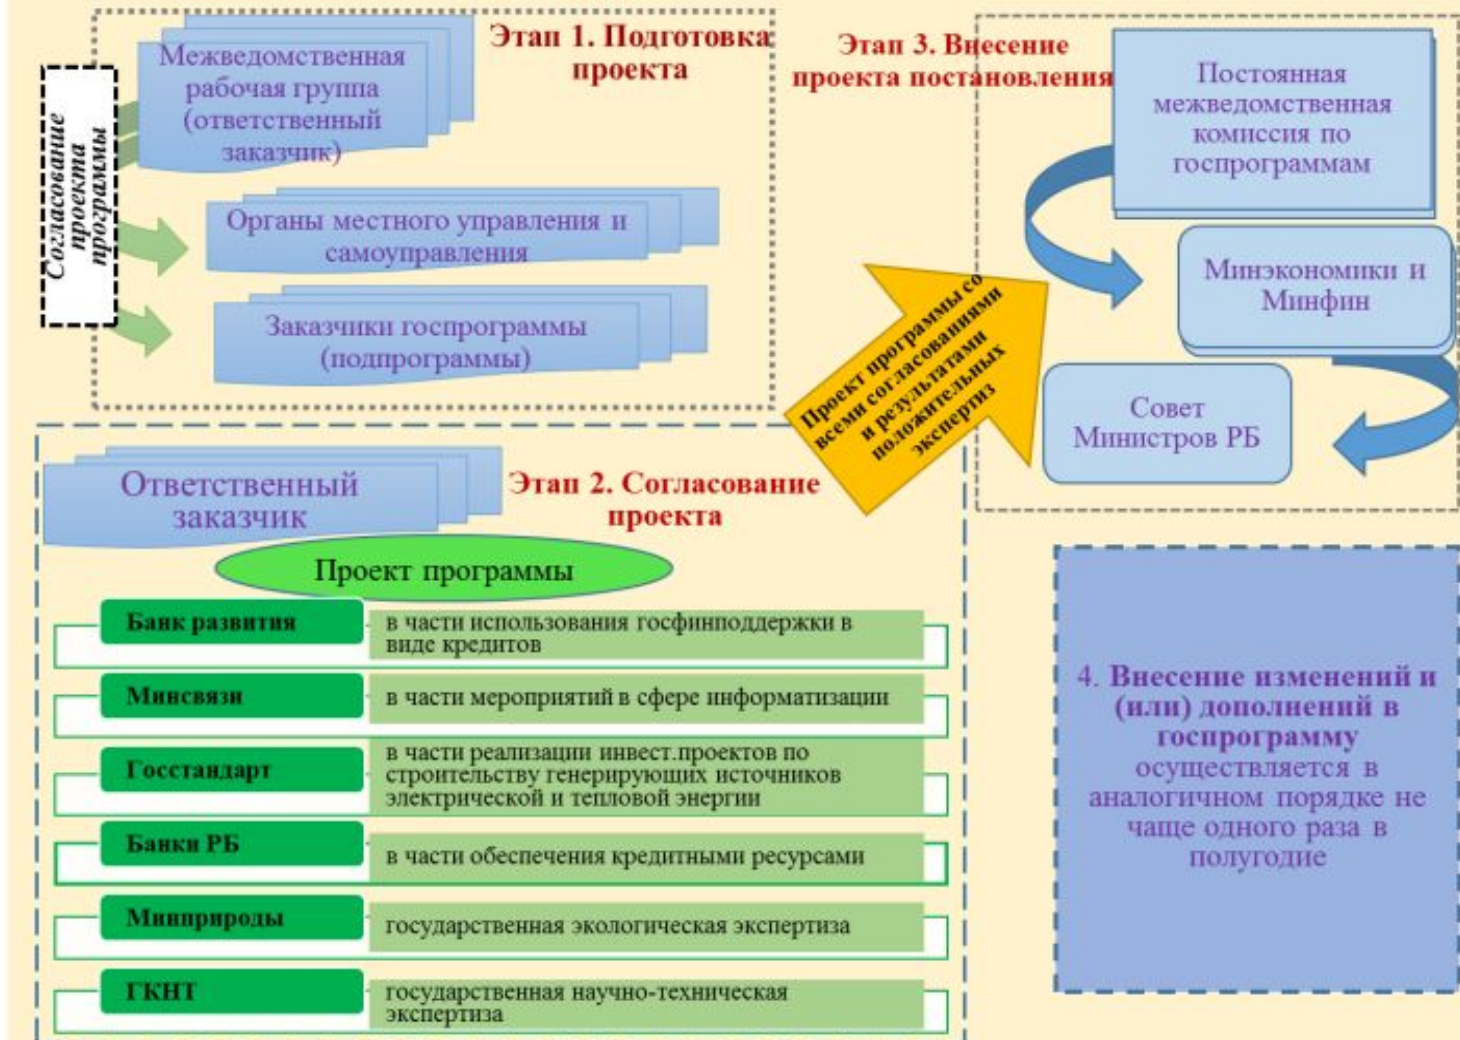 Согласование
проекта
программы
Этап 1. Подготовка
проекта
Межведомственная
рабочая группа
(ответственный
заказчик)
Органы местного управления и
самоуправления
Заказчики госпрограммы
(подпрограммы)
Этап 2. Согласование
проекта
Ответственный
заказчик
Проект программы
Банк развития
в части использования госфинподдержки в
виде кредитов
Минсвязи
в части мероприятий в сфере информатизации
Госстандарт
в части реализации инвест.проектов по
строительству генерирующих источников
электрической и тепловой энергии
Банки РБ
в части обеспечения кредитными ресурсами
Минприроды
государственная экологическая экспертиза
ГКНТ
государственная научно-техническая
экспертиза
Проект программы со
всеми согласованиями
и результатами
положительных
экспертиз
Этап 3. Внесение
проекта постановления
Постоянная
межведомственная
комиссия по
госпрограммам
Минэкономики и
Минфин
Совет
Министров РБ
4. Внесение изменений и
(или) дополнений в
госпрограмму
осуществляется в
аналогичном порядке не
чаще одного раза в
полугодие